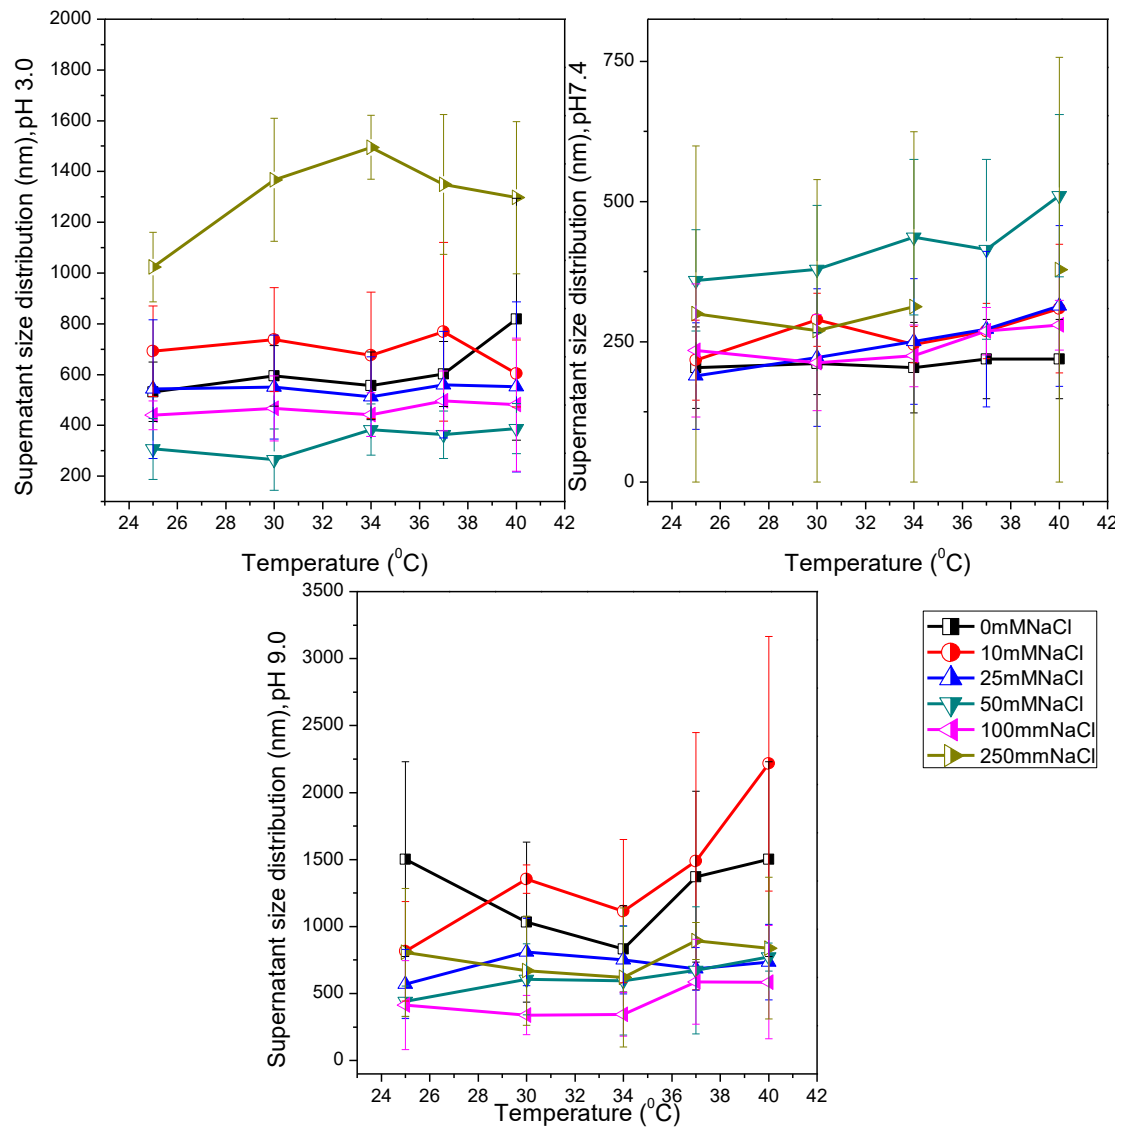 Supernatant size distribution (nm), pH 3.0
2000
1800
1600
1400
1200
1000
800
600
400
200
24 26 28 30 32 34 36 38 40 42
Temperature (⁰C)
Supernatant size distribution (nm), pH7.4
750
500
250
0
24 26 28 30 32 34 36 38 40 42
Temperature (⁰C)
Supernatant size distribution (nm), pH 9.0
3500
3000
2500
2000
1500
1000
500
0
24 26 28 30 32 34 36 38 40 42
Temperature (⁰C)
0mMNaCl
10mMNaCl
25mMNaCl
50mMNaCl
100mmNaCl
250mmNaCl